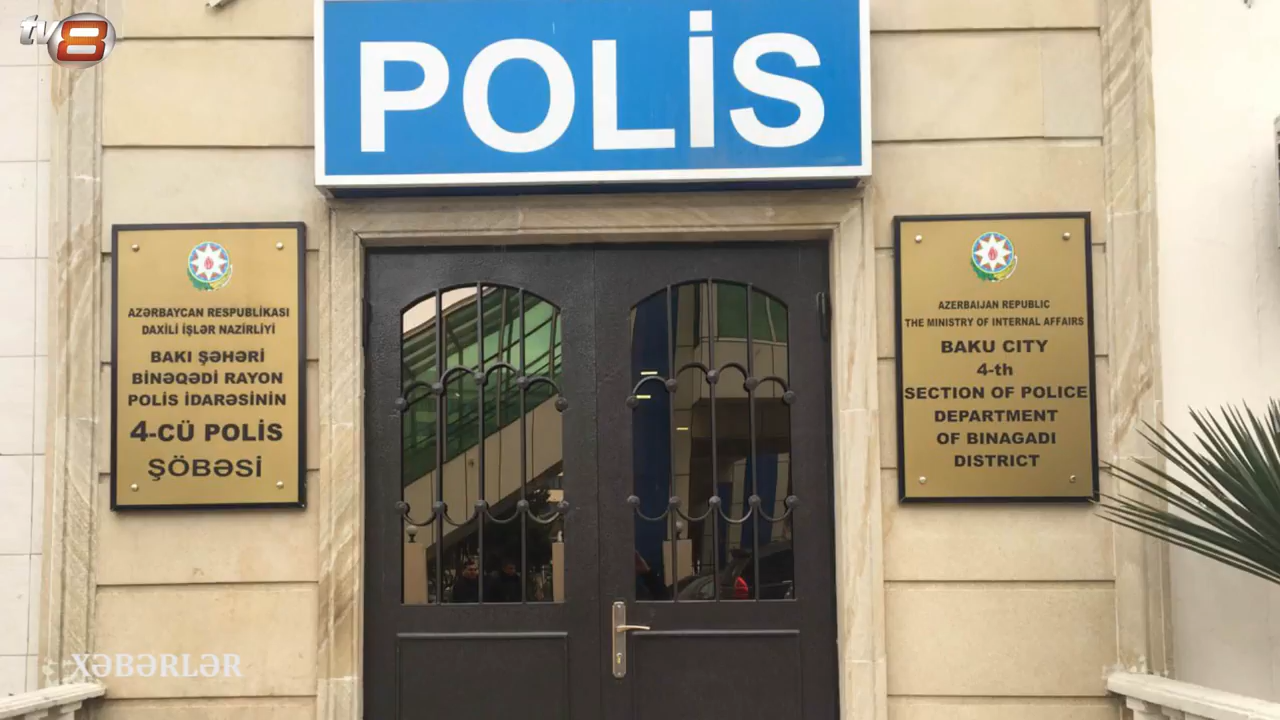 tv8
POLİS
AZƏRBAYCAN RESPUBLİKASI
DAXİLİ İŞLƏR NAZİRLİYİ
BAKI ŞƏHƏRİ
BİNƏQƏDİ RAYON
POLİS İDARƏSİNİN
4-CÜ POLİS
ŞÖBƏSİ
AZERBAIJAN REPUBLIC
THE MINISTRY OF INTERNAL AFFAIRS
BAKU CITY
4-th
SECTION OF POLICE
DEPARTMENT
OF BINAGADI
DISTRICT
XƏBƏRLƏR